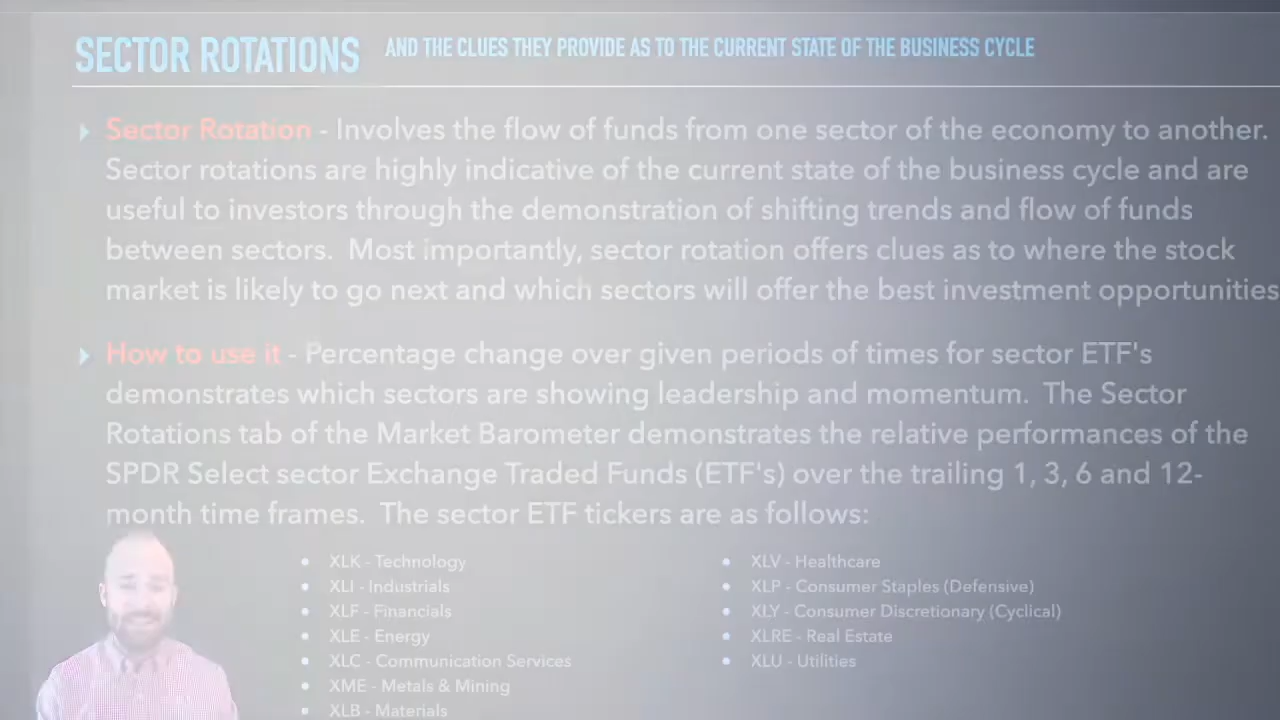 SECTOR ROTATIONS AND THE CLUES THEY PROVIDE AS TO THE CURRENT STATE OF THE BUSINESS CYCLE
Sector Rotation - Involves the flow of funds from one sector of the economy to another.
Sector rotations are highly indicative of the current state of the business cycle and are
useful to investors through the demonstration of shifting trends and flow of funds
between sectors. Most importantly, sector rotation offers clues as to where the stock
market is likely to go next and which sectors will offer the best investment opportunities
How to use it - Percentage change over given periods of times for sector ETF's
demonstrates which sectors are showing leadership and momentum. The Sector
Rotations tab of the Market Barometer demonstrates the relative performances of the
SPDR Select sector Exchange Traded Funds (ETF's) over the trailing 1, 3, 6 and 12-
month time frames. The sector ETF tickers are as follows:
XLK - Technology
XLI - Industrials
XLF - Financials
XLE - Energy
XLC - Communication Services
XME - Metals & Mining
XLB - Materials
XLV - Healthcare
XLP - Consumer Staples (Defensive)
XLY - Consumer Discretionary (Cyclical)
XLRE - Real Estate
XLU - Utilities